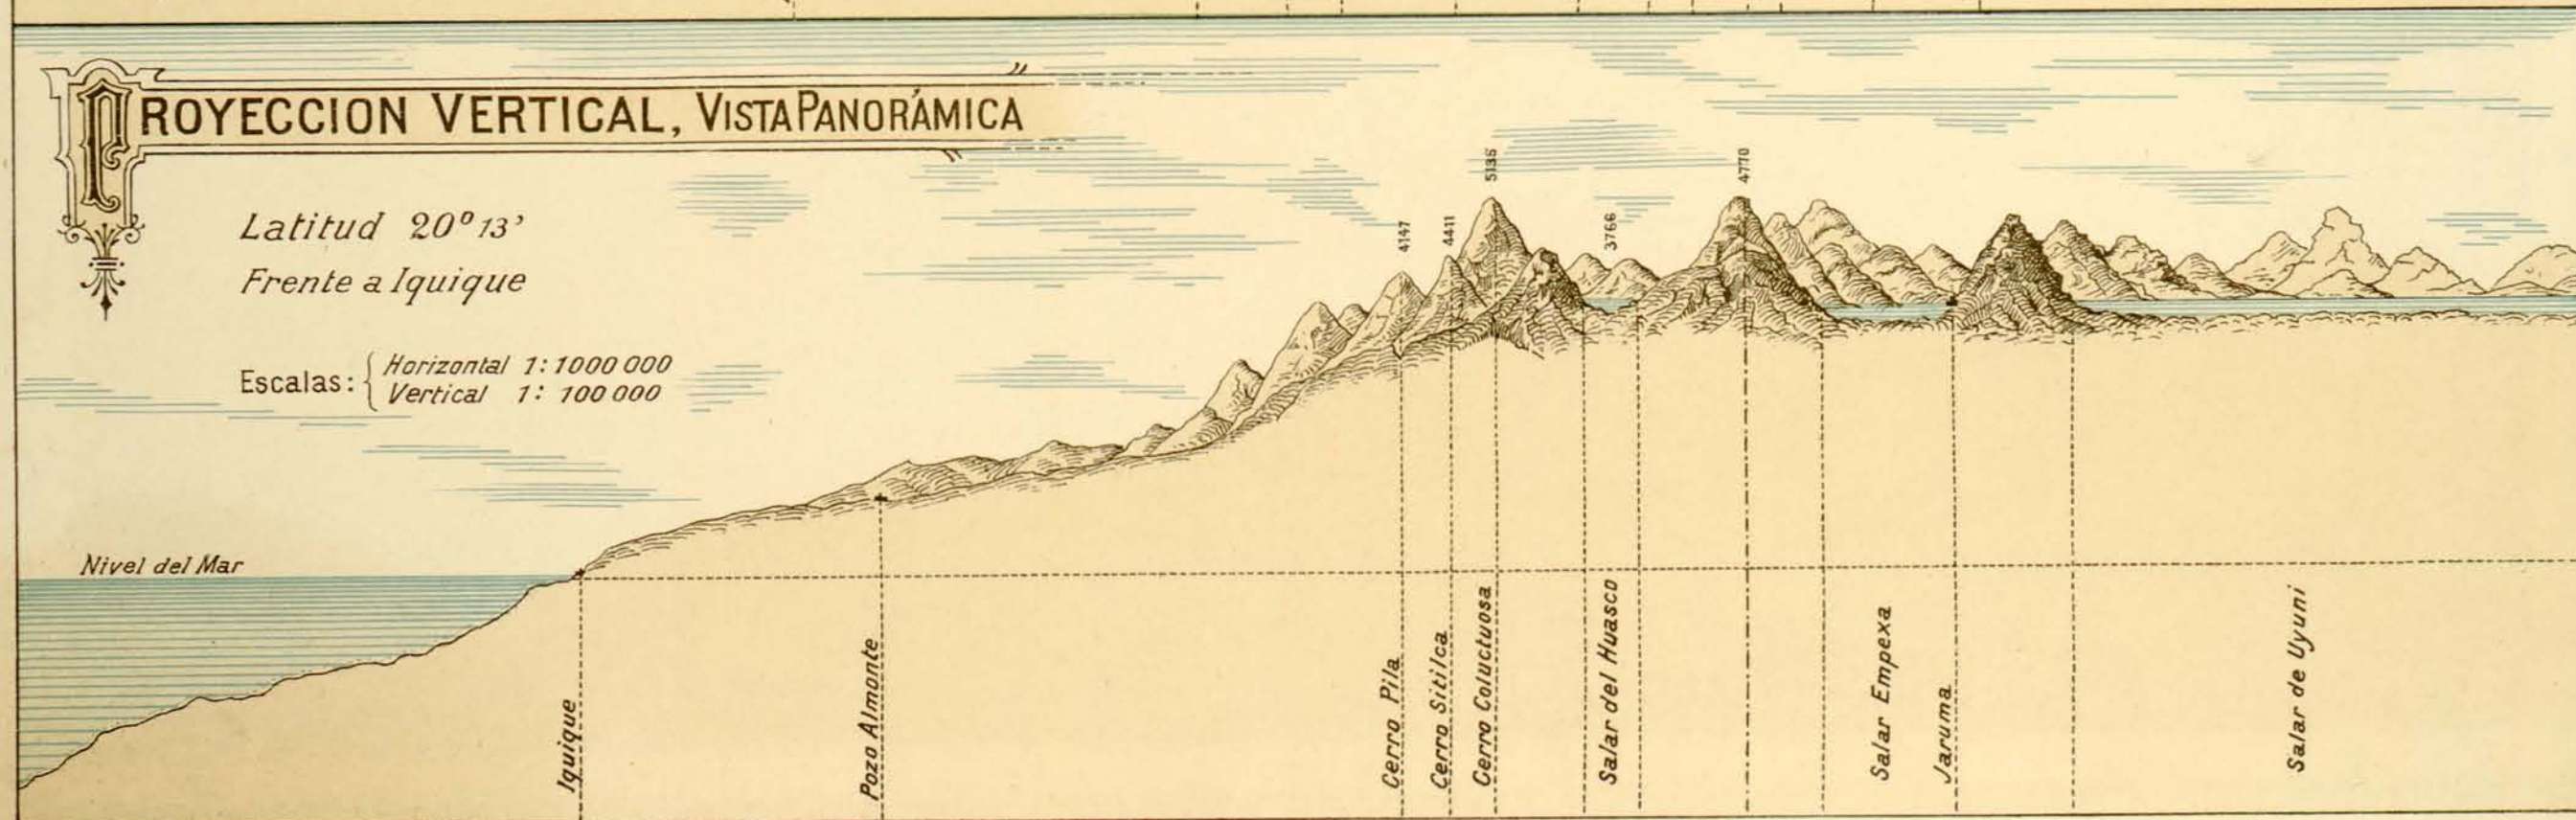 PROYECCION VERTICAL, VISTA PANORÁMICA
Latitud 20° 13'
Frente a Iquique
Escalas: { Horizontal 1: 1000 000
Vertical 1: 100 000
4147
4411
5135
3766
4770
Nivel del Mar
Iquique
Pozo Almonte
Cerro Pila
Cerro Sitilca
Cerro Coluctuosa
Salar del Huasco
Salar Empexa
Jaruma
Salar de Uyuni